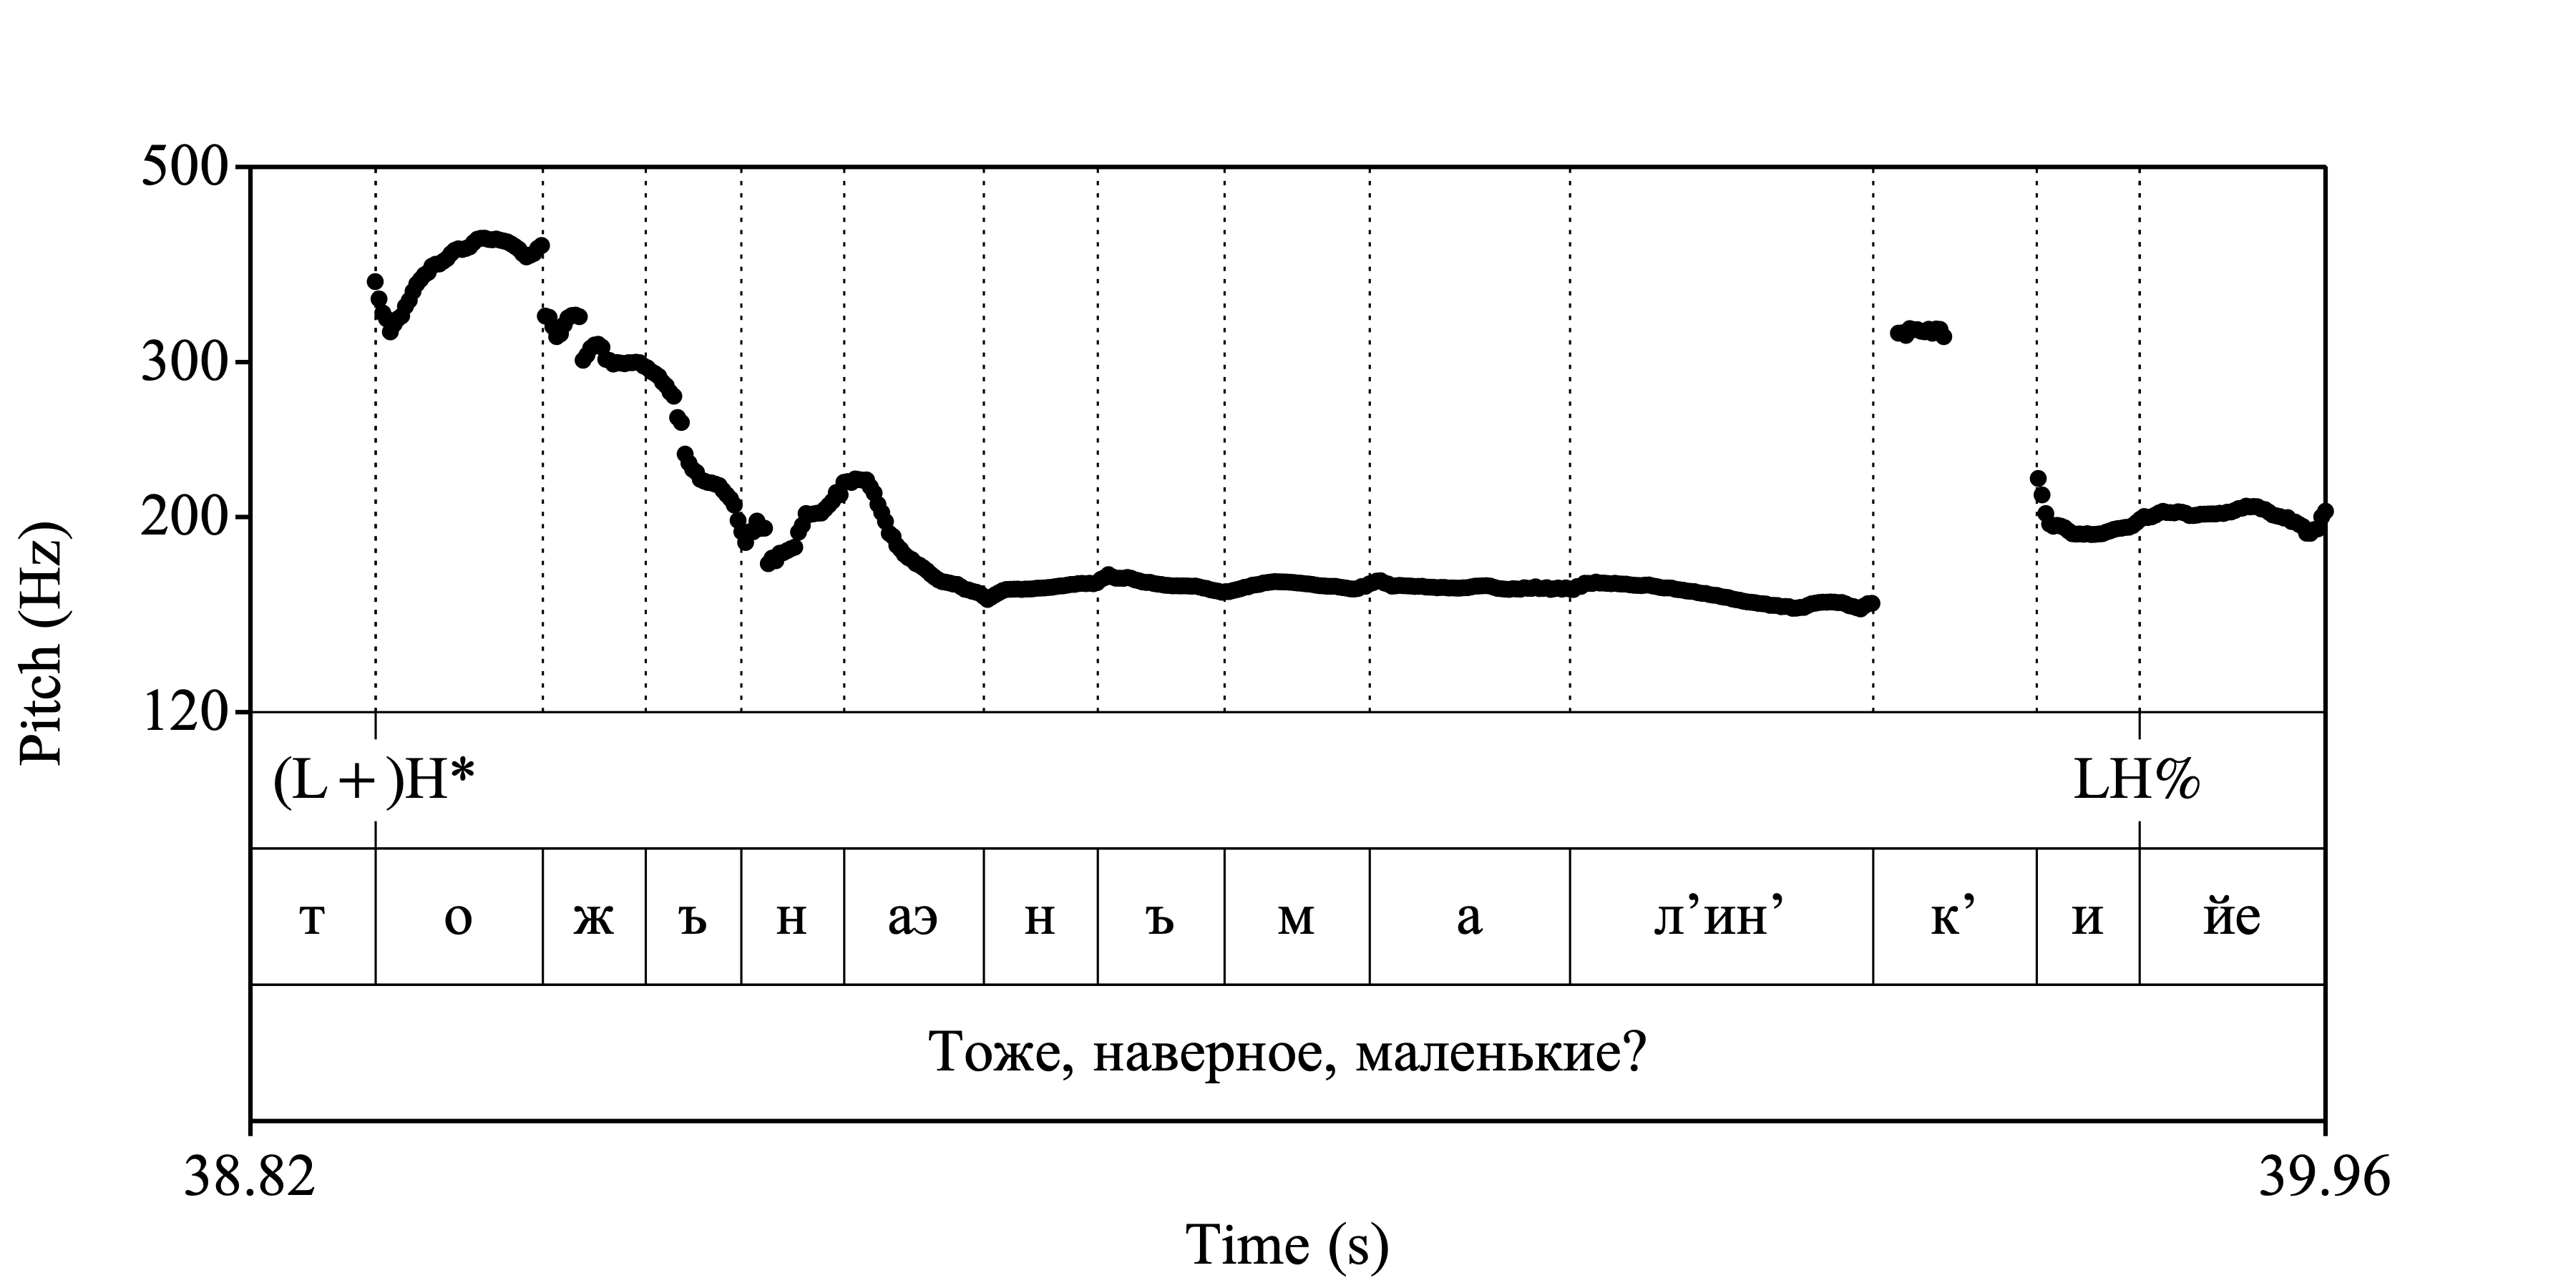 500
300
200
120
Pitch (Hz)
(L+)H* LH%
т о ж ъ н аэ н ъ м а л’ин’ к’ и йе
Тоже, наверное, маленькие?
38.82 39.96
Time (s)